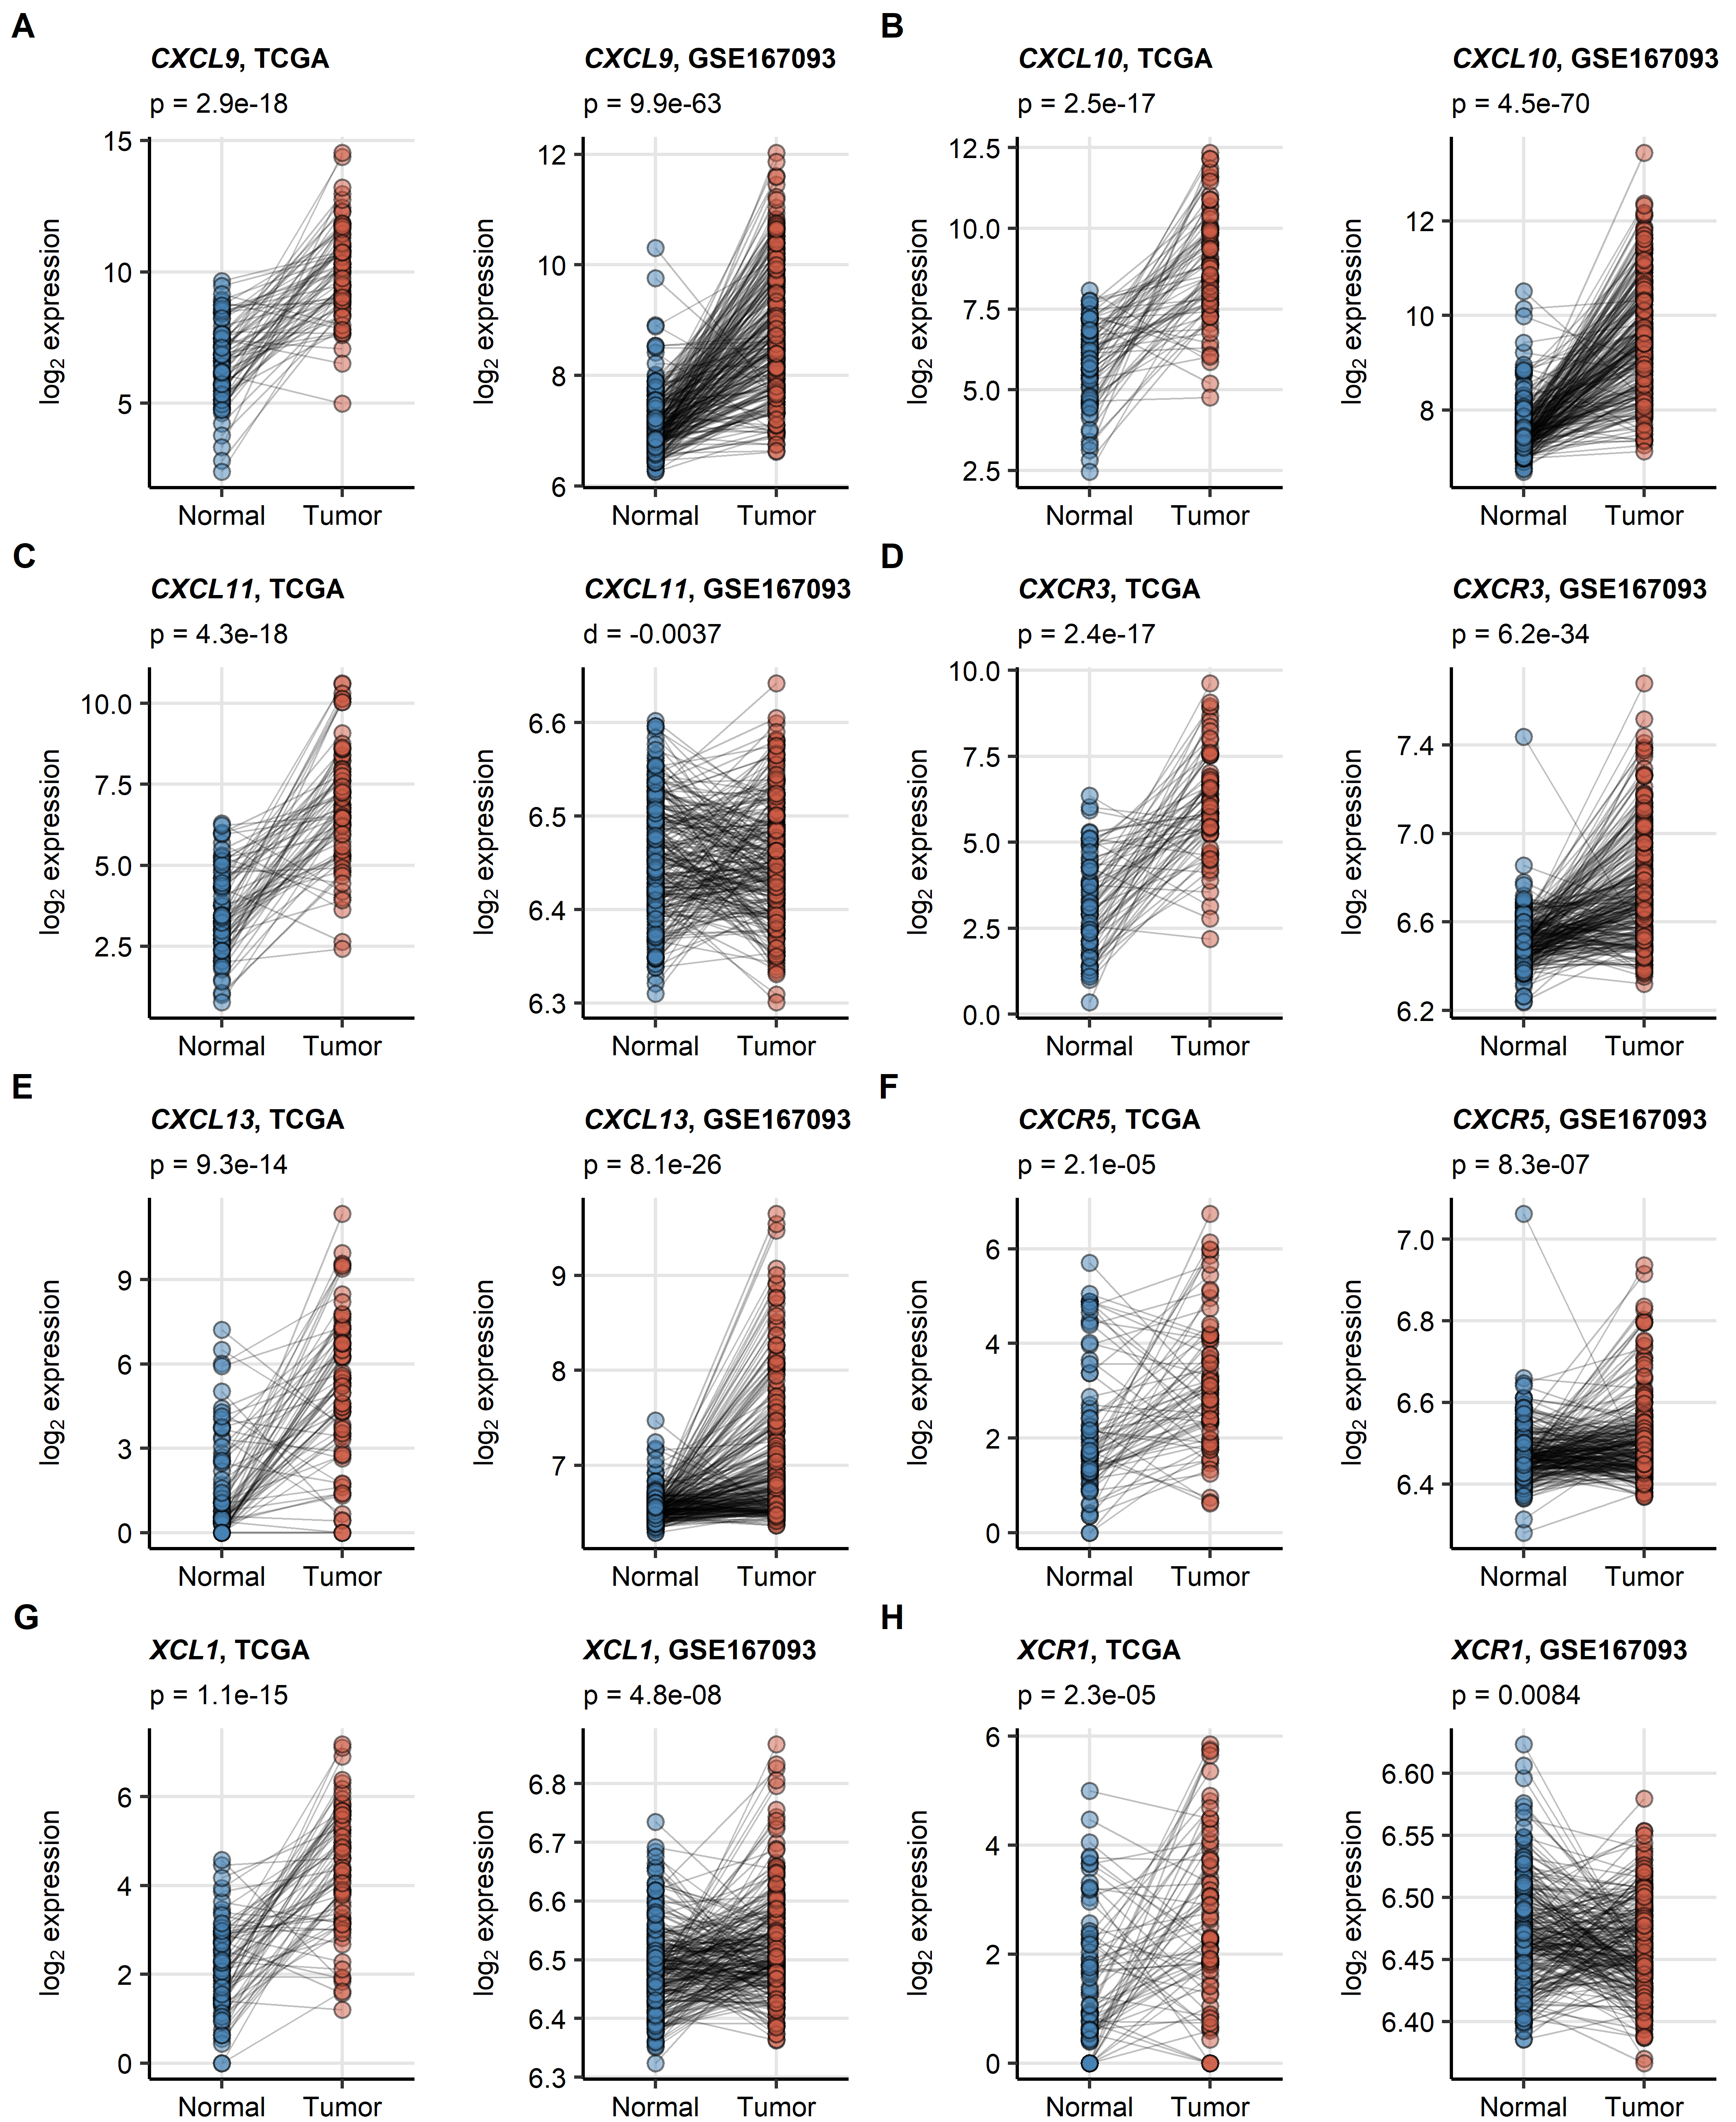 A
CXCL9, TCGA
p = 2.9e-18
log2 expression
15
10
5
Normal Tumor
CXCL9, GSE167093
p = 9.9e-63
log2 expression
12
10
8
6
Normal Tumor
B
CXCL10, TCGA
p = 2.5e-17
log2 expression
12.5
10.0
7.5
5.0
2.5
Normal Tumor
CXCL10, GSE167093
p = 4.5e-70
log2 expression
12
10
8
Normal Tumor
C
CXCL11, TCGA
p = 4.3e-18
log2 expression
10.0
7.5
5.0
2.5
Normal Tumor
CXCL11, GSE167093
d = -0.0037
log2 expression
6.6
6.5
6.4
6.3
Normal Tumor
D
CXCR3, TCGA
p = 2.4e-17
log2 expression
10.0
7.5
5.0
2.5
0.0
Normal Tumor
CXCR3, GSE167093
p = 6.2e-34
log2 expression
7.4
7.0
6.6
6.2
Normal Tumor
E
CXCL13, TCGA
p = 9.3e-14
log2 expression
9
6
3
0
Normal Tumor
CXCL13, GSE167093
p = 8.1e-26
log2 expression
9
8
7
Normal Tumor
F
CXCR5, TCGA
p = 2.1e-05
log2 expression
6
4
2
0
Normal Tumor
CXCR5, GSE167093
p = 8.3e-07
log2 expression
7.0
6.8
6.6
6.4
Normal Tumor
G
XCL1, TCGA
p = 1.1e-15
log2 expression
6
4
2
0
Normal Tumor
XCL1, GSE167093
p = 4.8e-08
log2 expression
6.8
6.7
6.6
6.5
6.4
6.3
Normal Tumor
H
XCR1, TCGA
p = 2.3e-05
log2 expression
6
4
2
0
Normal Tumor
XCR1, GSE167093
p = 0.0084
log2 expression
6.60
6.55
6.50
6.45
6.40
Normal Tumor